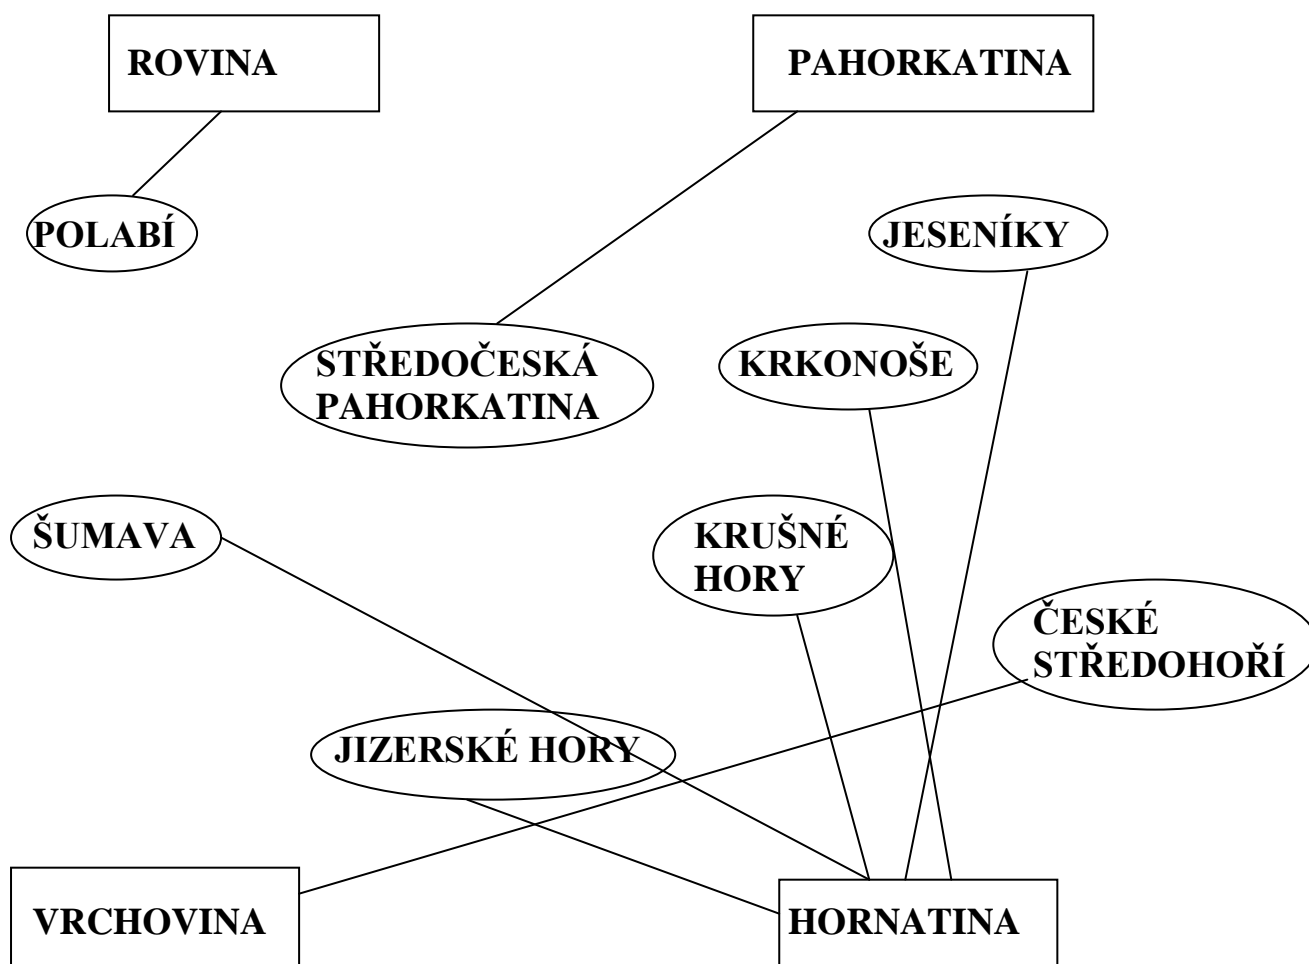 ROVINA
PAHORKATINA
POLABÍ
JESENÍKY
STŘEDOČESKÁ
PAHORKATINA
KRKONOŠE
ŠUMAVA
KRUŠNÉ
HORY
ČESKÉ
STŘEDOHOŘÍ
JIZERSKÉ HORY
VRCHOVINA
HORNATINA